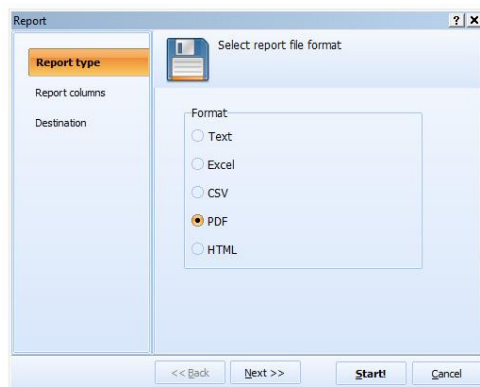 Report
Report type
Report columns
Destination
Select report file format
Format
Text
Excel
CSV
PDF
HTML
<< Back
Next >>
Start!
Cancel